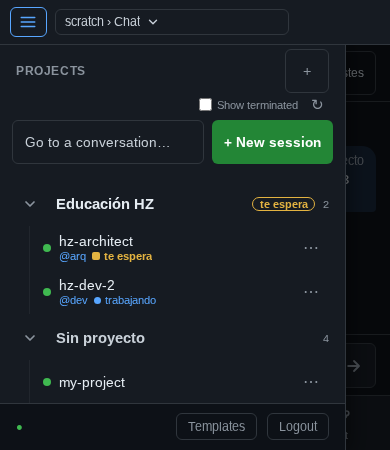 scratch › Chat
PROJECTS
+
Show terminated ↻
Go to a conversation…
+ New session
Educación HZ te espera 2
hz-architect ...
@arq te espera
hz-dev-2 ...
@dev trabajando
Sin proyecto 4
my-project ...
Templates Logout